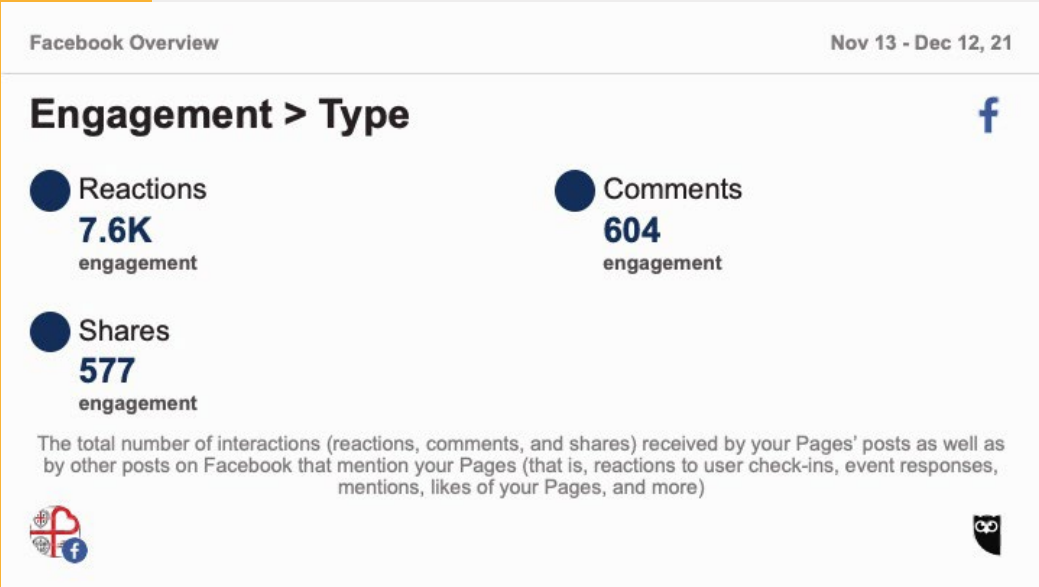 Facebook Overview
Nov 13 - Dec 12, 21
Engagement > Type
Reactions
7.6K
engagement
Comments
604
engagement
Shares
577
engagement
The total number of interactions (reactions, comments, and shares) received by your Pages' posts as well as
by other posts on Facebook that mention your Pages (that is, reactions to user check-ins, event responses,
mentions, likes of your Pages, and more)